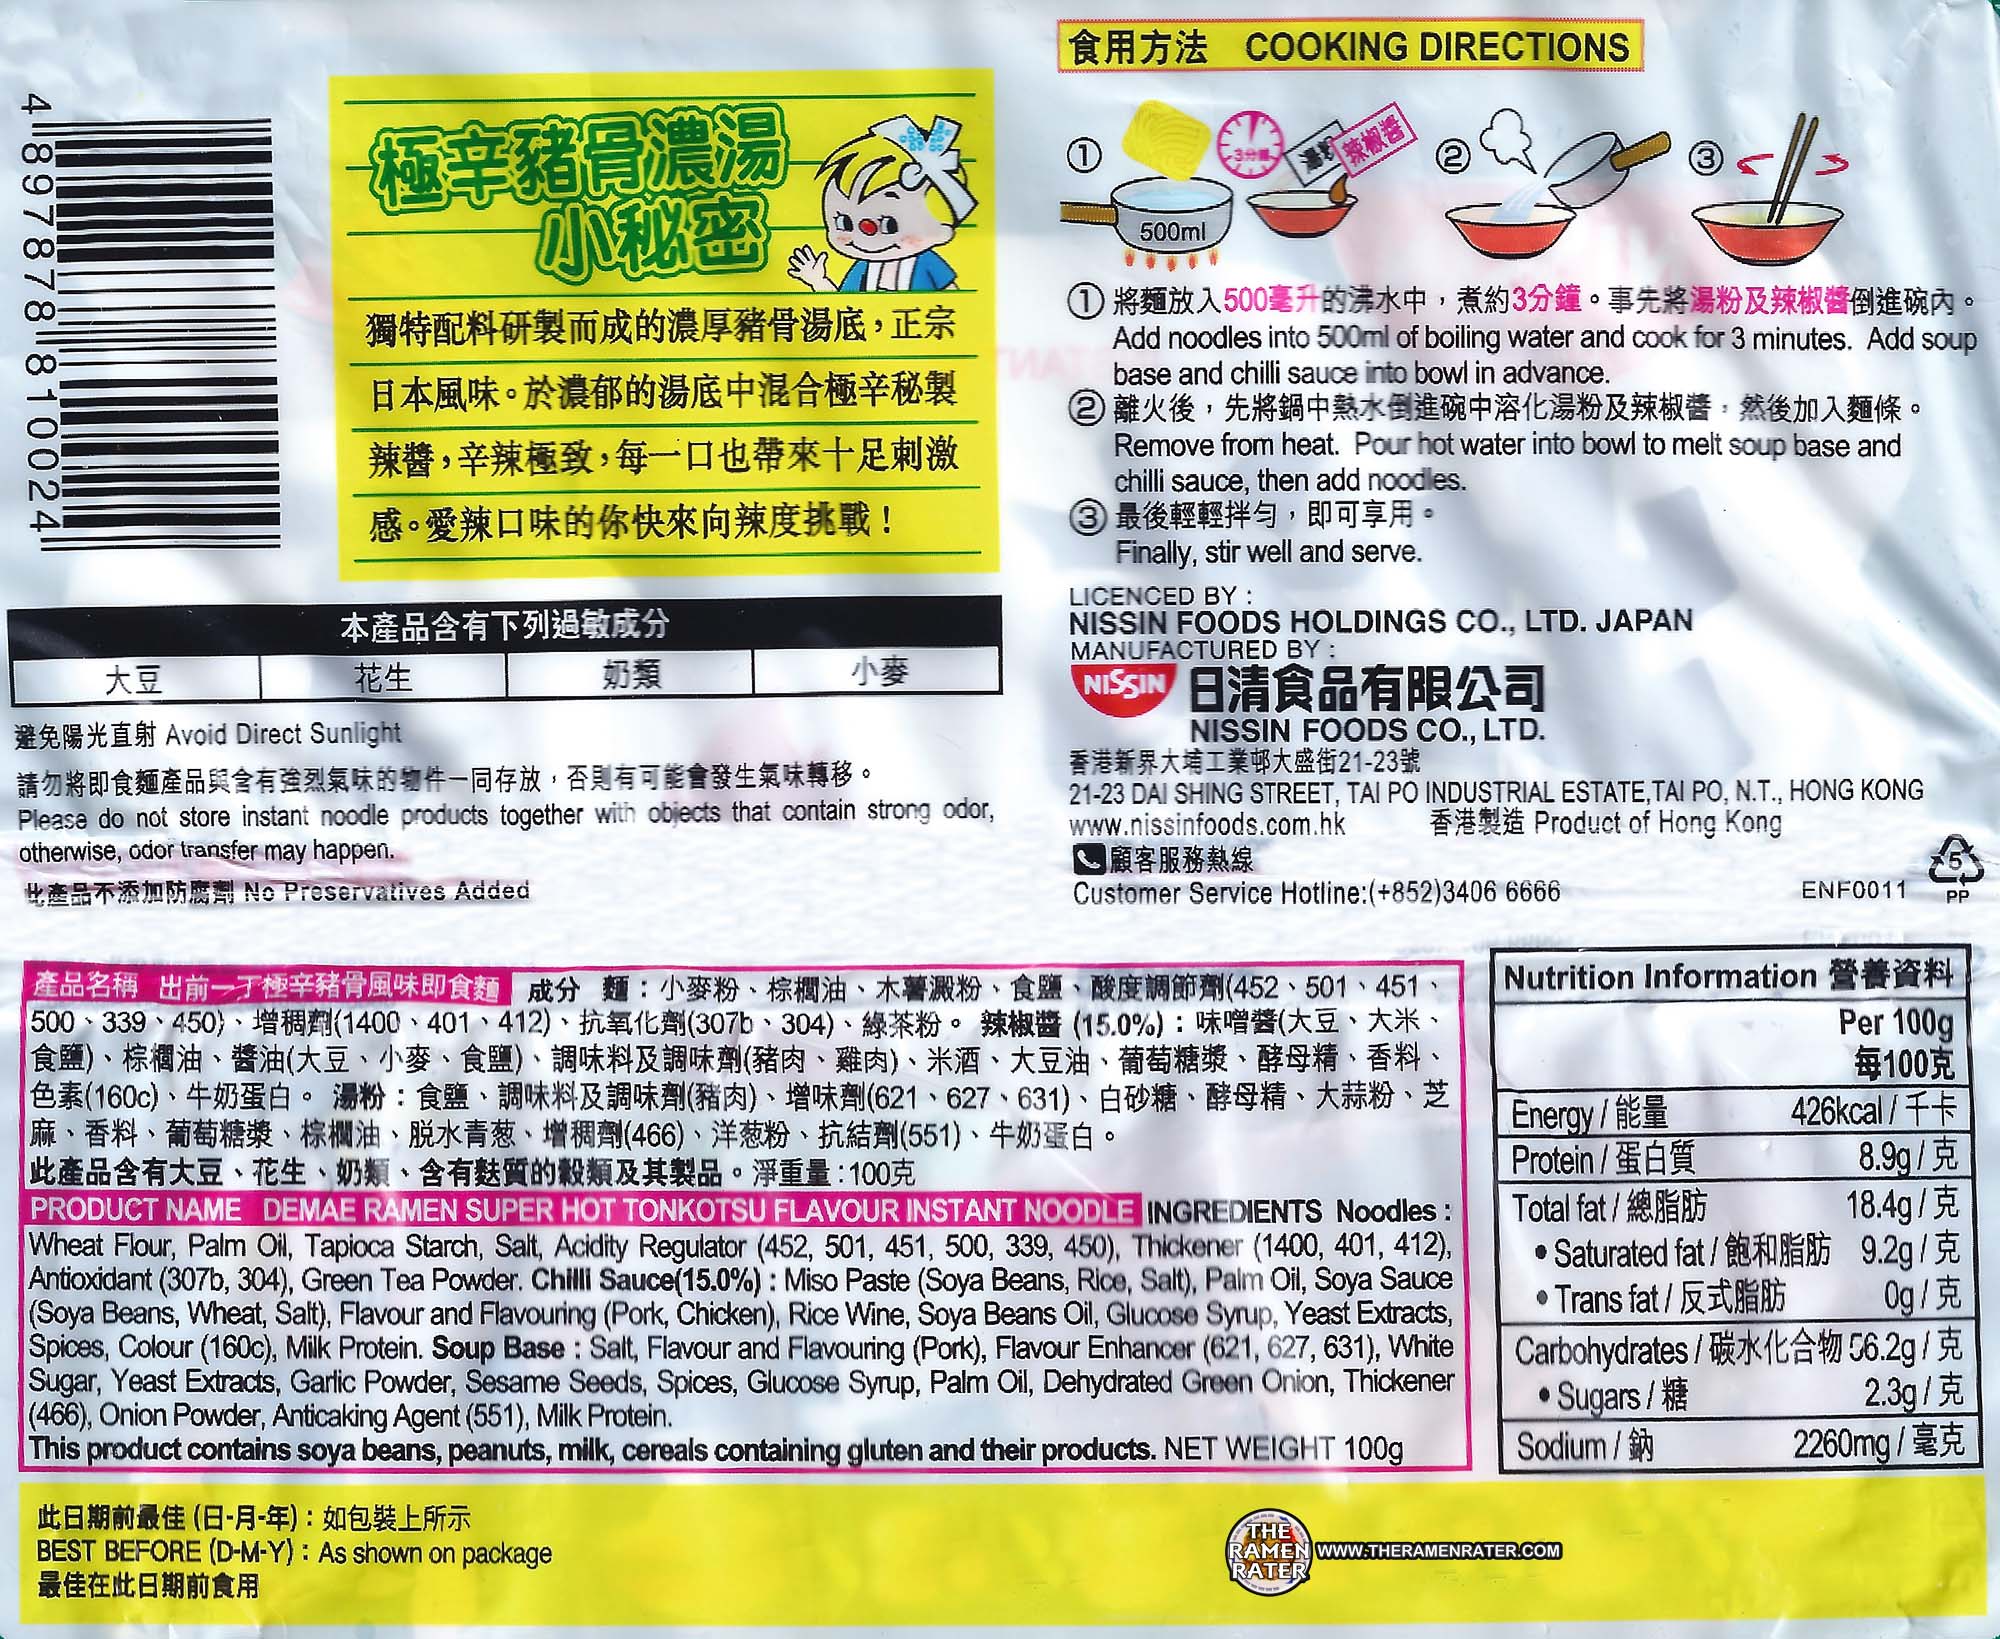 食用方法 COOKING DIRECTIONS
① ② ③
3分鐘
辣椒醬
500ml
①將麵放入500毫升的沸水中，煮約3分鐘。事先將湯粉及辣椒醬倒進碗內。
Add noodles into 500ml of boiling water and cook for 3 minutes. Add soup
base and chilli sauce into bowl in advance.
②離火後，先將鍋中熱水倒進碗中溶化湯粉及辣椒醬，然後加入麵條。
Remove from heat. Pour hot water into bowl to melt soup base and
chilli sauce, then add noodles.
③最後輕輕拌勻，即可享用。
Finally, stir well and serve.
4 897878 810024
極辛豬骨濃湯
小秘密
獨特配料研製而成的濃厚豬骨湯底，正宗
日本風味。於濃郁的湯底中混合極辛秘製
辣醬，辛辣極致，每一口也帶來十足刺激
感。愛辣口味的你快來向辣度挑戰！
本產品含有下列過敏成分
大豆 花生 奶類 小麥
避免陽光直射 Avoid Direct Sunlight
請勿將即食麵產品與含有強烈氣味的物件一同存放，否則有可能會發生氣味轉移。
Please do not store instant noodle products together with objects that contain strong odor,
otherwise, odor transfer may happen.
此產品不添加防腐劑 No Preservatives Added
LICENCED BY :
NISSIN FOODS HOLDINGS CO., LTD. JAPAN
MANUFACTURED BY :
NISSIN 日清食品有限公司
NISSIN FOODS CO., LTD.
香港新界大埔工業邨大盛街21-23號
21-23 DAI SHING STREET, TAI PO INDUSTRIAL ESTATE,TAI PO, N.T., HONG KONG
www.nissinfoods.com.hk 香港製造 Product of Hong Kong
顧客服務熱線
Customer Service Hotline:(+852)3406 6666
ENF0011
5
PP
產品名稱 出前一丁極辛豬骨風味即食麵 成分 麵：小麥粉、棕櫚油、木薯澱粉、食鹽、酸度調節劑(452、501、451、
500、339、450)、增稠劑(1400、401、412)、抗氧化劑(307b、304)、綠茶粉。 辣椒醬 (15.0%)：味噌醬(大豆、大米、
食鹽)、棕櫚油、醬油(大豆、小麥、食鹽)、調味料及調味劑(豬肉、雞肉)、米酒、大豆油、葡萄糖漿、酵母精、香料、
色素(160c)、牛奶蛋白。 湯粉：食鹽、調味料及調味劑(豬肉)、增味劑(621、627、631)、白砂糖、酵母精、大蒜粉、芝
麻、香料、葡萄糖漿、棕櫚油、脱水青葱、增稠劑(466)、洋葱粉、抗結劑(551)、牛奶蛋白。
此產品含有大豆、花生、奶類、含有麩質的穀類及其製品。淨重量：100克
PRODUCT NAME DEMAE RAMEN SUPER HOT TONKOTSU FLAVOUR INSTANT NOODLE INGREDIENTS Noodles :
Wheat Flour, Palm Oil, Tapioca Starch, Salt, Acidity Regulator (452, 501, 451, 500, 339, 450), Thickener (1400, 401, 412),
Antioxidant (307b, 304), Green Tea Powder. Chilli Sauce(15.0%) : Miso Paste (Soya Beans, Rice, Salt), Palm Oil, Soya Sauce
(Soya Beans, Wheat, Salt), Flavour and Flavouring (Pork, Chicken), Rice Wine, Soya Beans Oil, Glucose Syrup, Yeast Extracts,
Spices, Colour (160c), Milk Protein. Soup Base : Salt, Flavour and Flavouring (Pork), Flavour Enhancer (621, 627, 631), White
Sugar, Yeast Extracts, Garlic Powder, Sesame Seeds, Spices, Glucose Syrup, Palm Oil, Dehydrated Green Onion, Thickener
(466), Onion Powder, Anticaking Agent (551), Milk Protein.
This product contains soya beans, peanuts, milk, cereals containing gluten and their products. NET WEIGHT 100g
Nutrition Information 營養資料
Per 100g
每100克
Energy / 能量 426kcal / 千卡
Protein / 蛋白質 8.9g / 克
Total fat / 總脂肪 18.4g / 克
• Saturated fat / 飽和脂肪 9.2g / 克
• Trans fat / 反式脂肪 0g / 克
Carbohydrates / 碳水化合物 56.2g / 克
• Sugars / 糖 2.3g / 克
Sodium / 鈉 2260mg / 毫克
此日期前最佳 (日-月-年)：如包裝上所示
BEST BEFORE (D-M-Y)：As shown on package
最佳在此日期前食用
THE
RAMEN
RATER
WWW.THERAMENRATER.COM